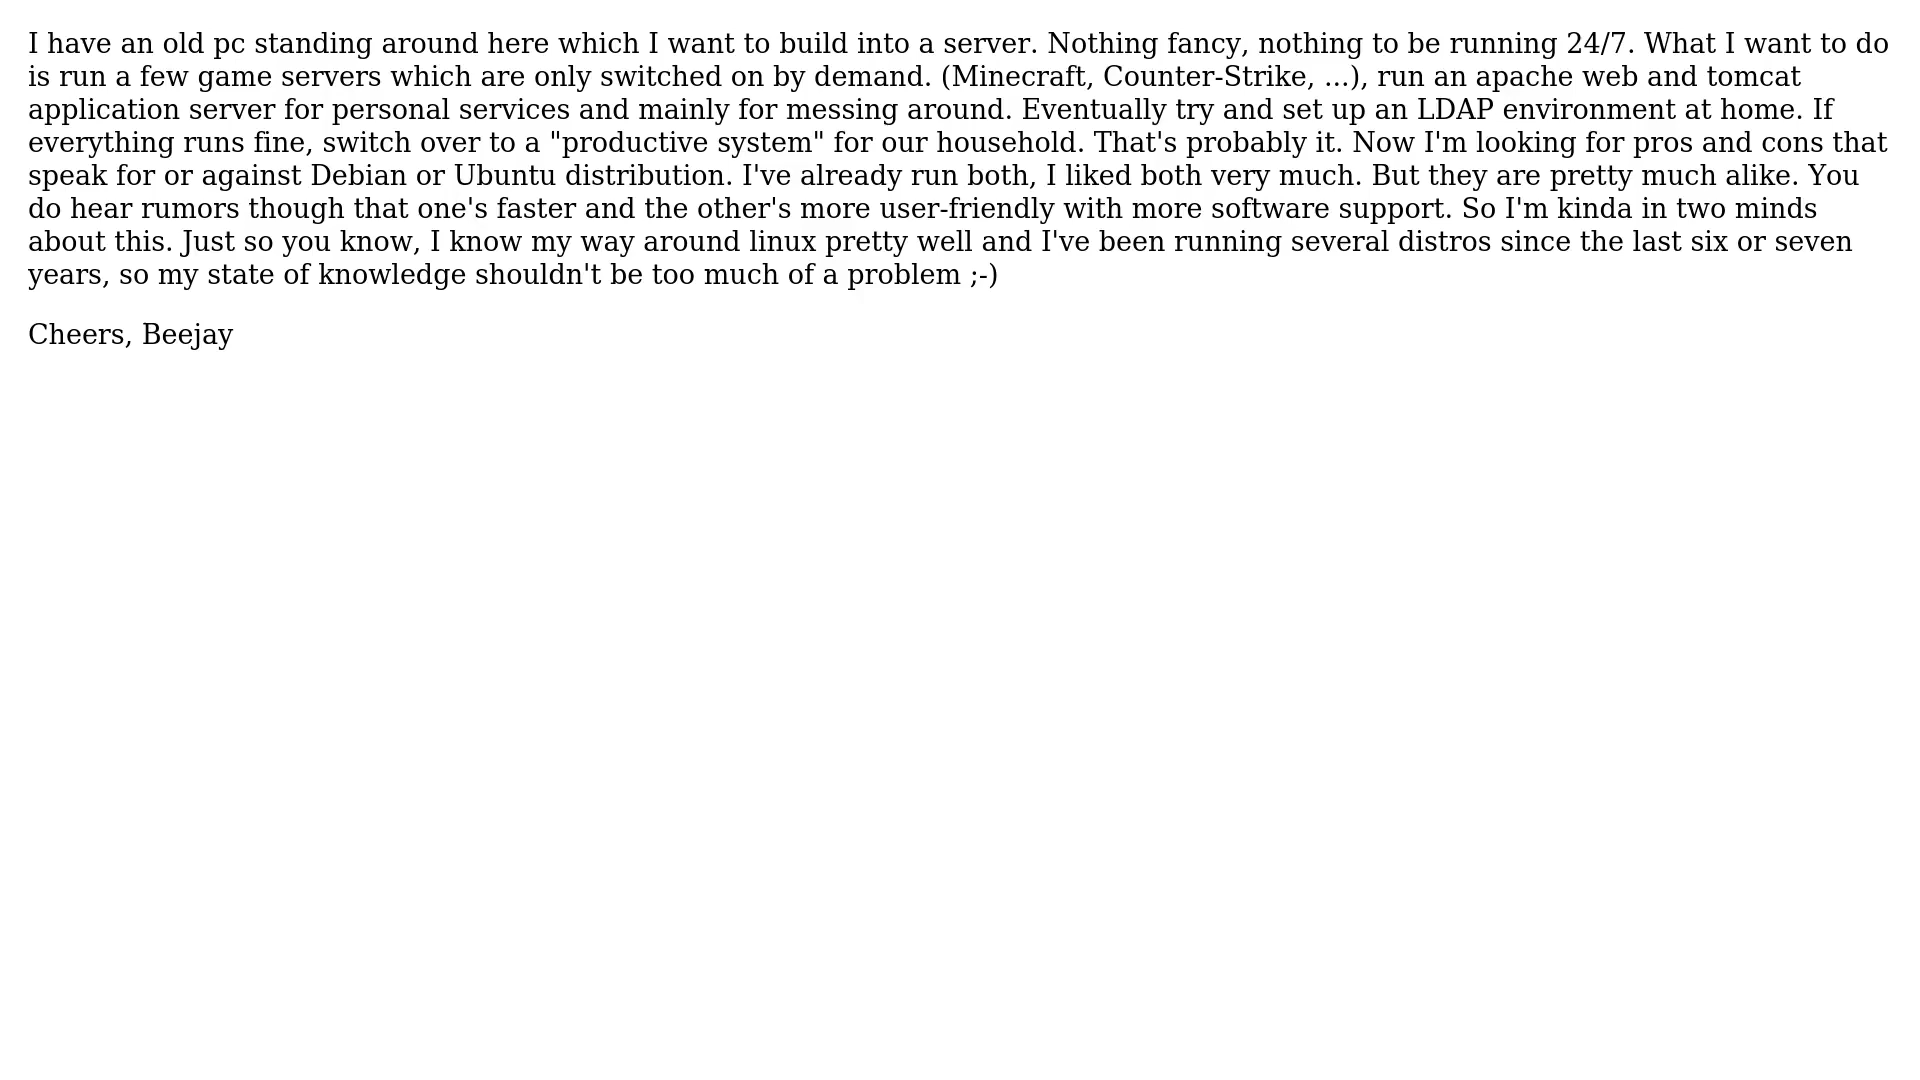 I have an old pc standing around here which I want to build into a server. Nothing fancy, nothing to be running 24/7. What I want to do
is run a few game servers which are only switched on by demand. (Minecraft, Counter-Strike, ...), run an apache web and tomcat
application server for personal services and mainly for messing around. Eventually try and set up an LDAP environment at home. If
everything runs fine, switch over to a "productive system" for our household. That's probably it. Now I'm looking for pros and cons that
speak for or against Debian or Ubuntu distribution. I've already run both, I liked both very much. But they are pretty much alike. You
do hear rumors though that one's faster and the other's more user-friendly with more software support. So I'm kinda in two minds
about this. Just so you know, I know my way around linux pretty well and I've been running several distros since the last six or seven
years, so my state of knowledge shouldn't be too much of a problem ;-)
Cheers, Beejay